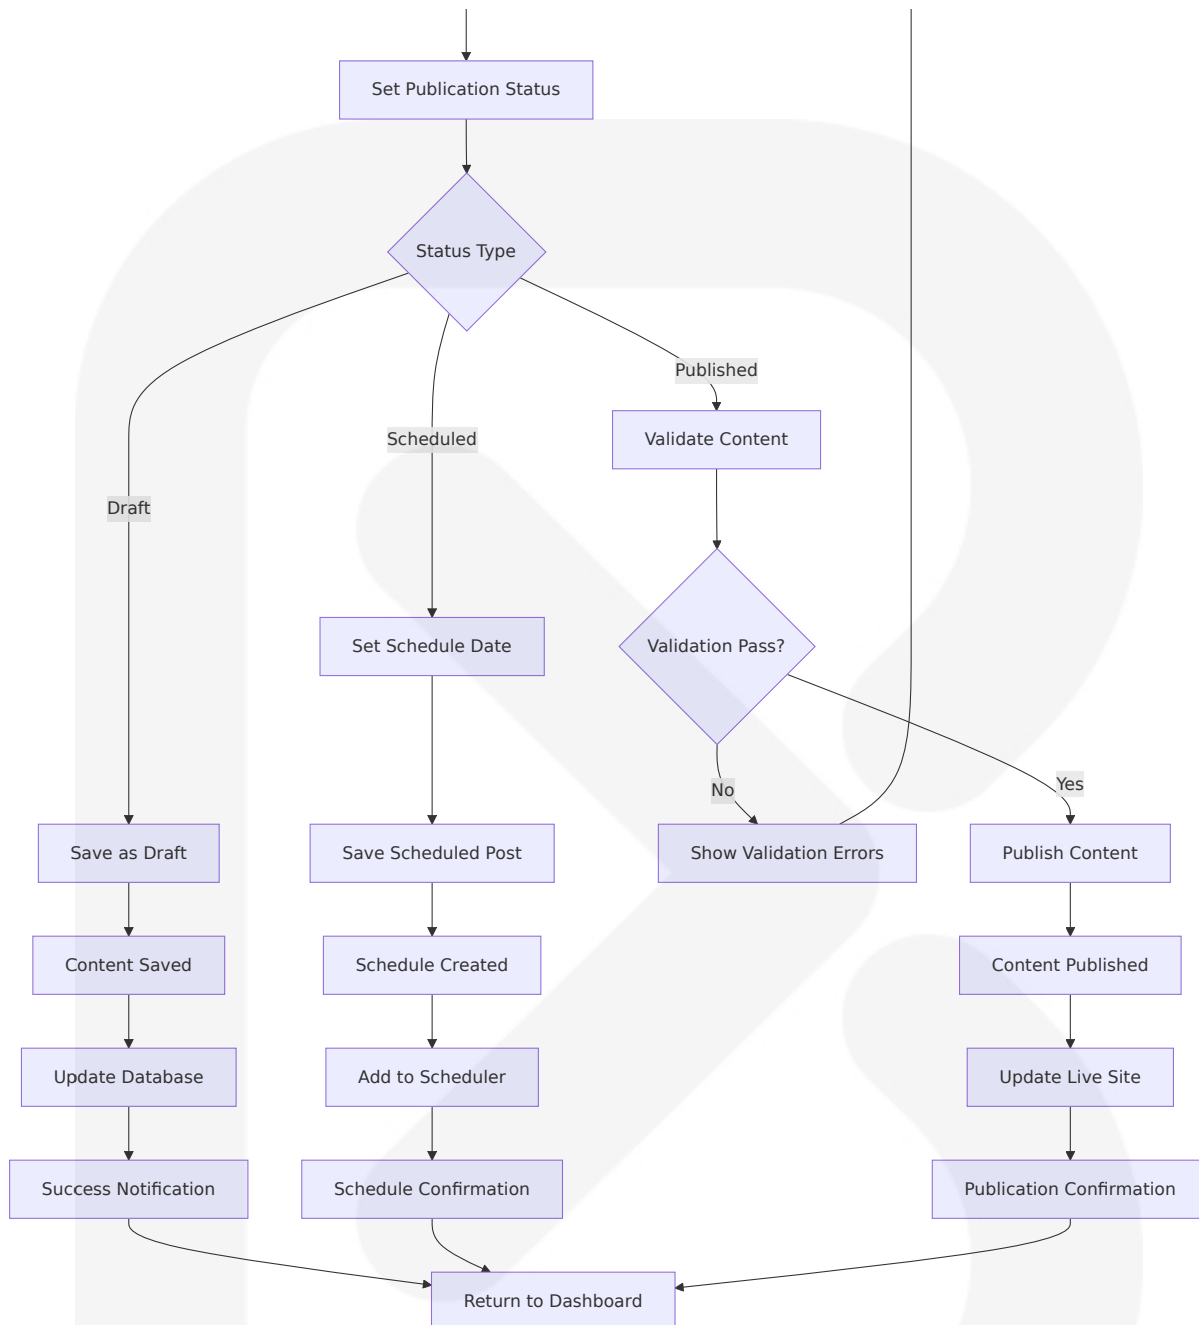 Set Publication Status
Status Type
Published
Validate Content
Scheduled
Draft
Set Schedule Date
Validation Pass?
No
Yes
Save as Draft
Save Scheduled Post
Show Validation Errors
Publish Content
Content Saved
Schedule Created
Content Published
Update Database
Add to Scheduler
Update Live Site
Success Notification
Schedule Confirmation
Publication Confirmation
Return to Dashboard